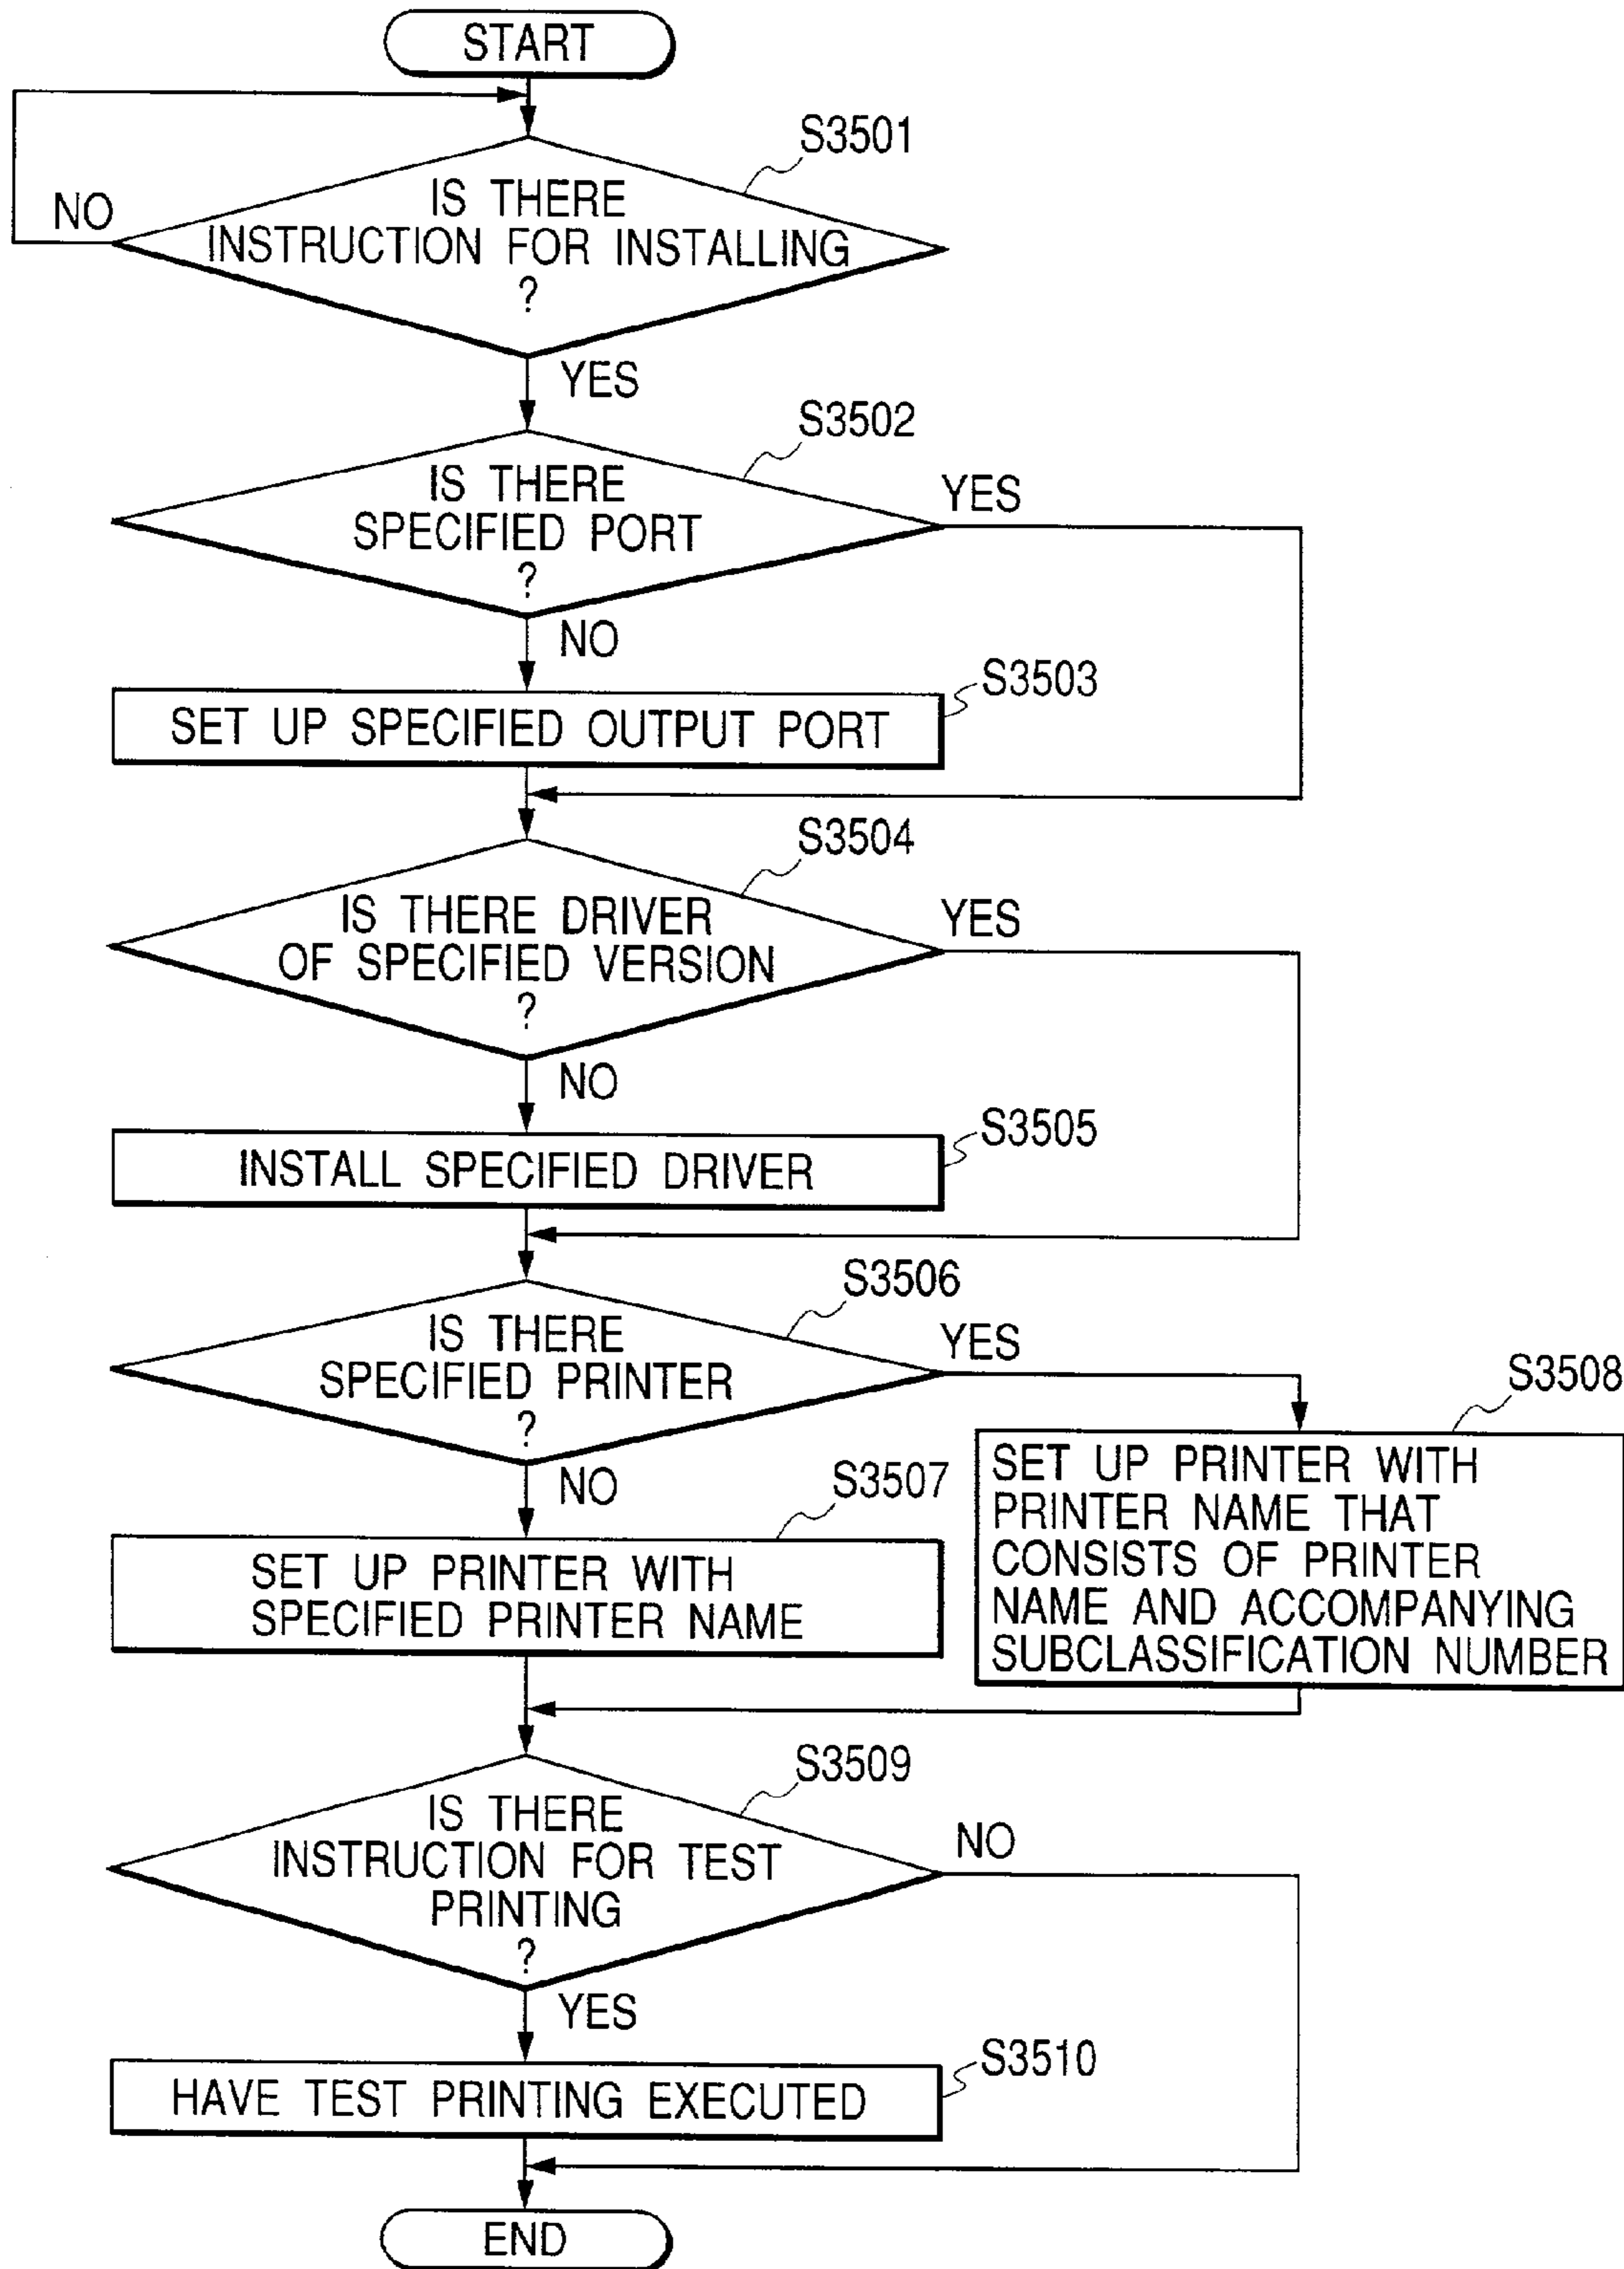 START
S3501
IS THERE
INSTRUCTION FOR INSTALLING
?
NO
YES
S3502
IS THERE
SPECIFIED PORT
?
YES
NO
S3503
SET UP SPECIFIED OUTPUT PORT
S3504
IS THERE DRIVER
OF SPECIFIED VERSION
?
YES
NO
S3505
INSTALL SPECIFIED DRIVER
S3506
IS THERE
SPECIFIED PRINTER
?
YES
NO
S3507
SET UP PRINTER WITH
SPECIFIED PRINTER NAME
S3508
SET UP PRINTER WITH
PRINTER NAME THAT
CONSISTS OF PRINTER
NAME AND ACCOMPANYING
SUBCLASSIFICATION NUMBER
S3509
IS THERE
INSTRUCTION FOR TEST
PRINTING
?
NO
YES
S3510
HAVE TEST PRINTING EXECUTED
END